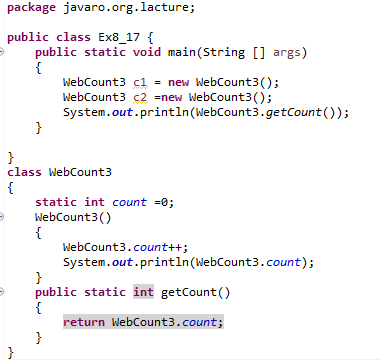 package javaro.org.lacture;
public class Ex8_17 {
public static void main(String [] args)
{
WebCount3 c1 = new WebCount3();
WebCount3 c2 =new WebCount3();
System.out.println(WebCount3.getCount());
}
}
class WebCount3
{
static int count =0;
WebCount3()
{
WebCount3.count++;
System.out.println(WebCount3.count);
}
public static int getCount()
{
return WebCount3.count;
}
}